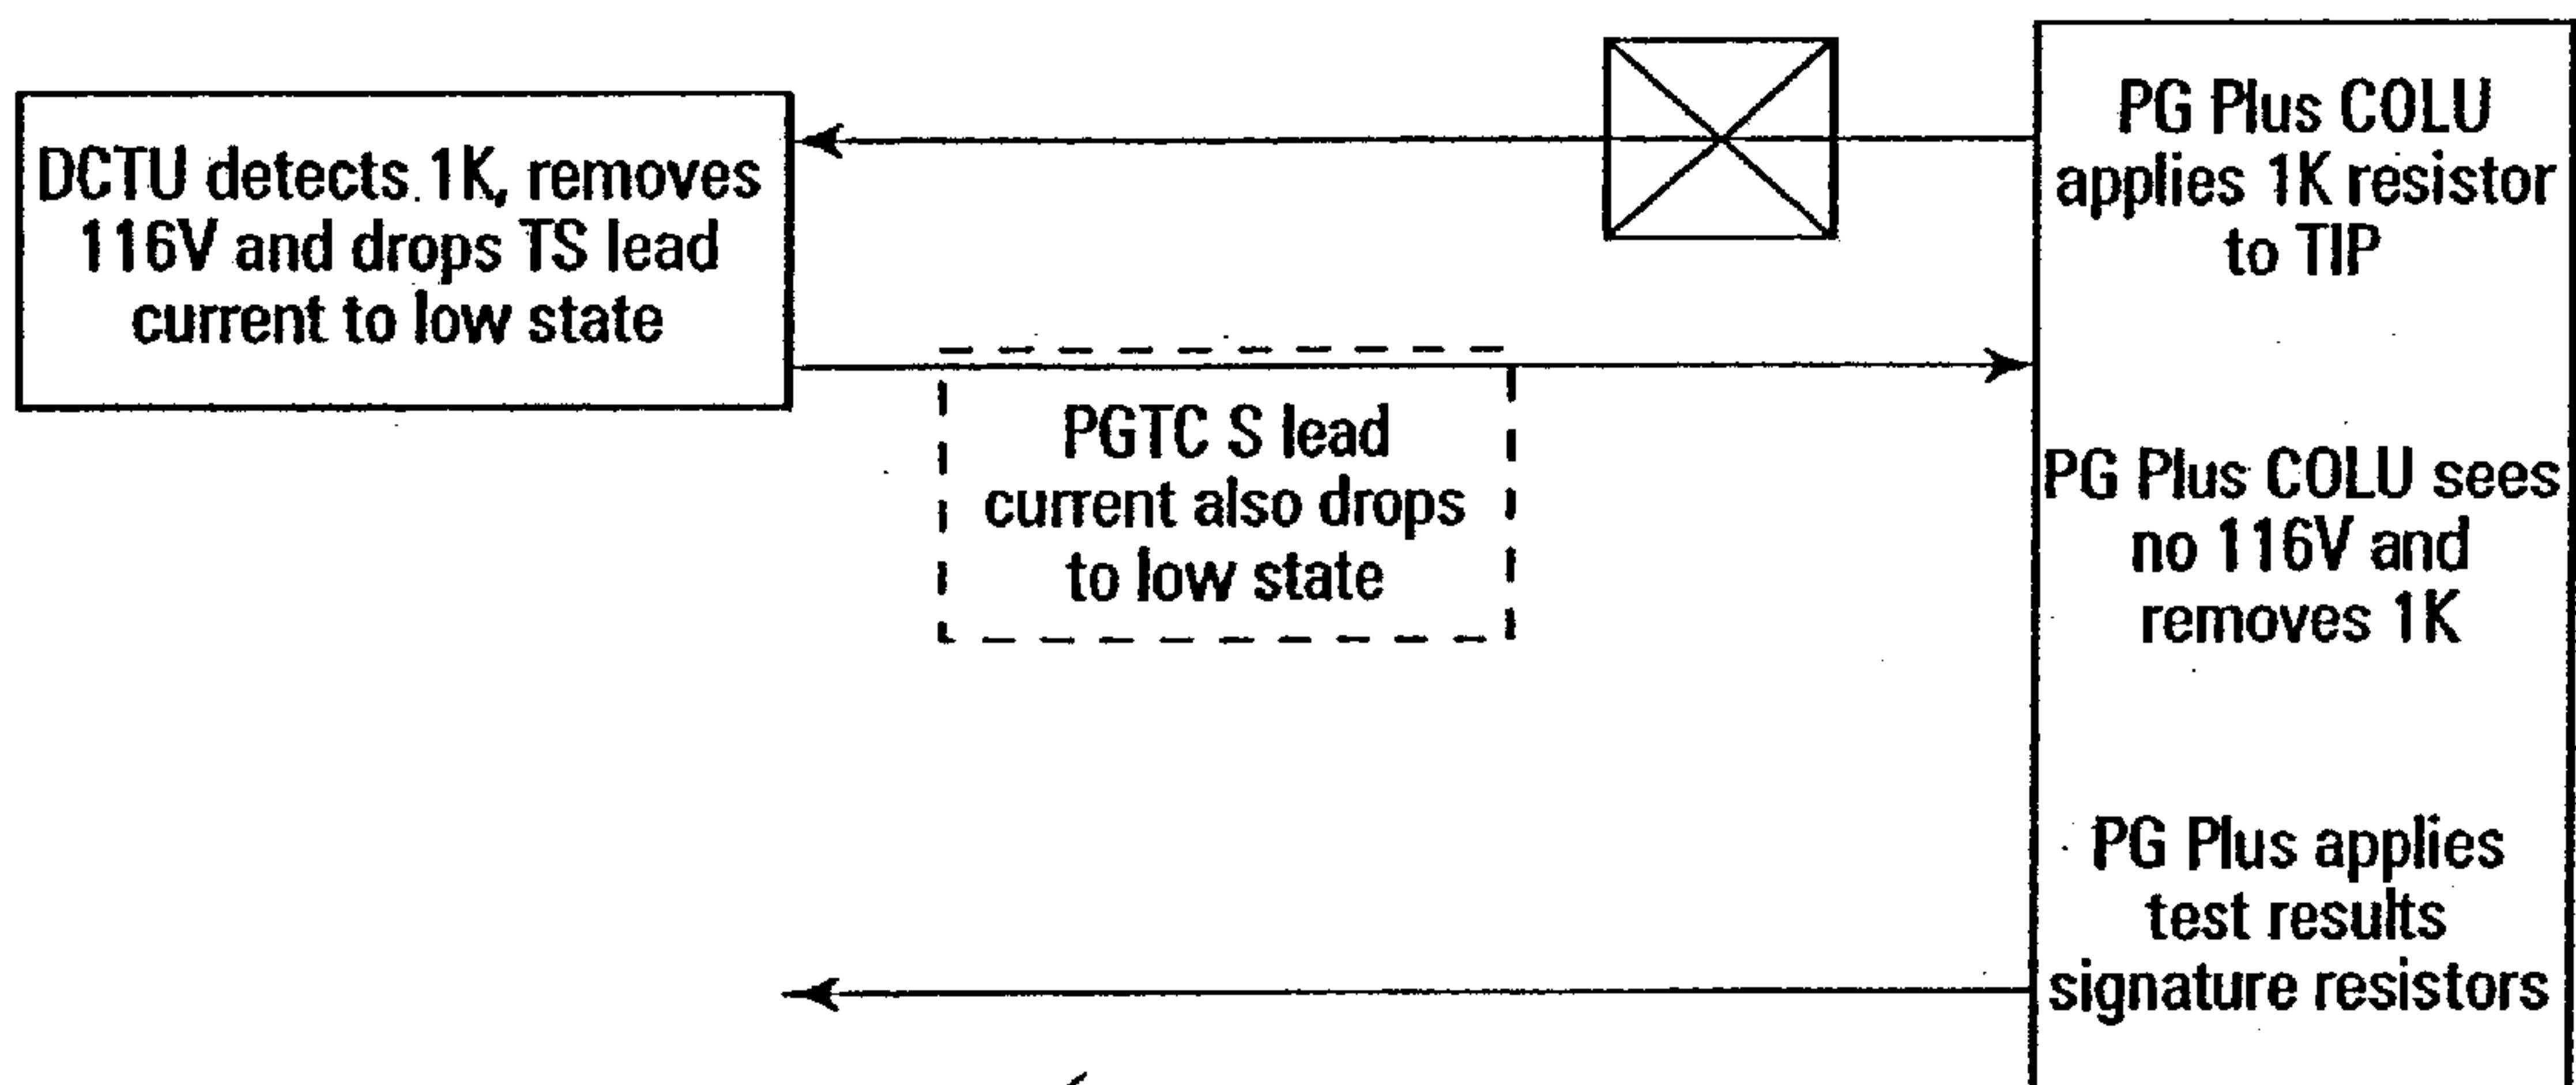 DCTU detects 1K, removes
116V and drops TS lead
current to low state
PGTC S lead
current also drops
to low state
PG Plus COLU
applies 1K resistor
to TIP
PG Plus COLU sees
no 116V and
removes 1K
PG Plus applies
test results
signature resistors